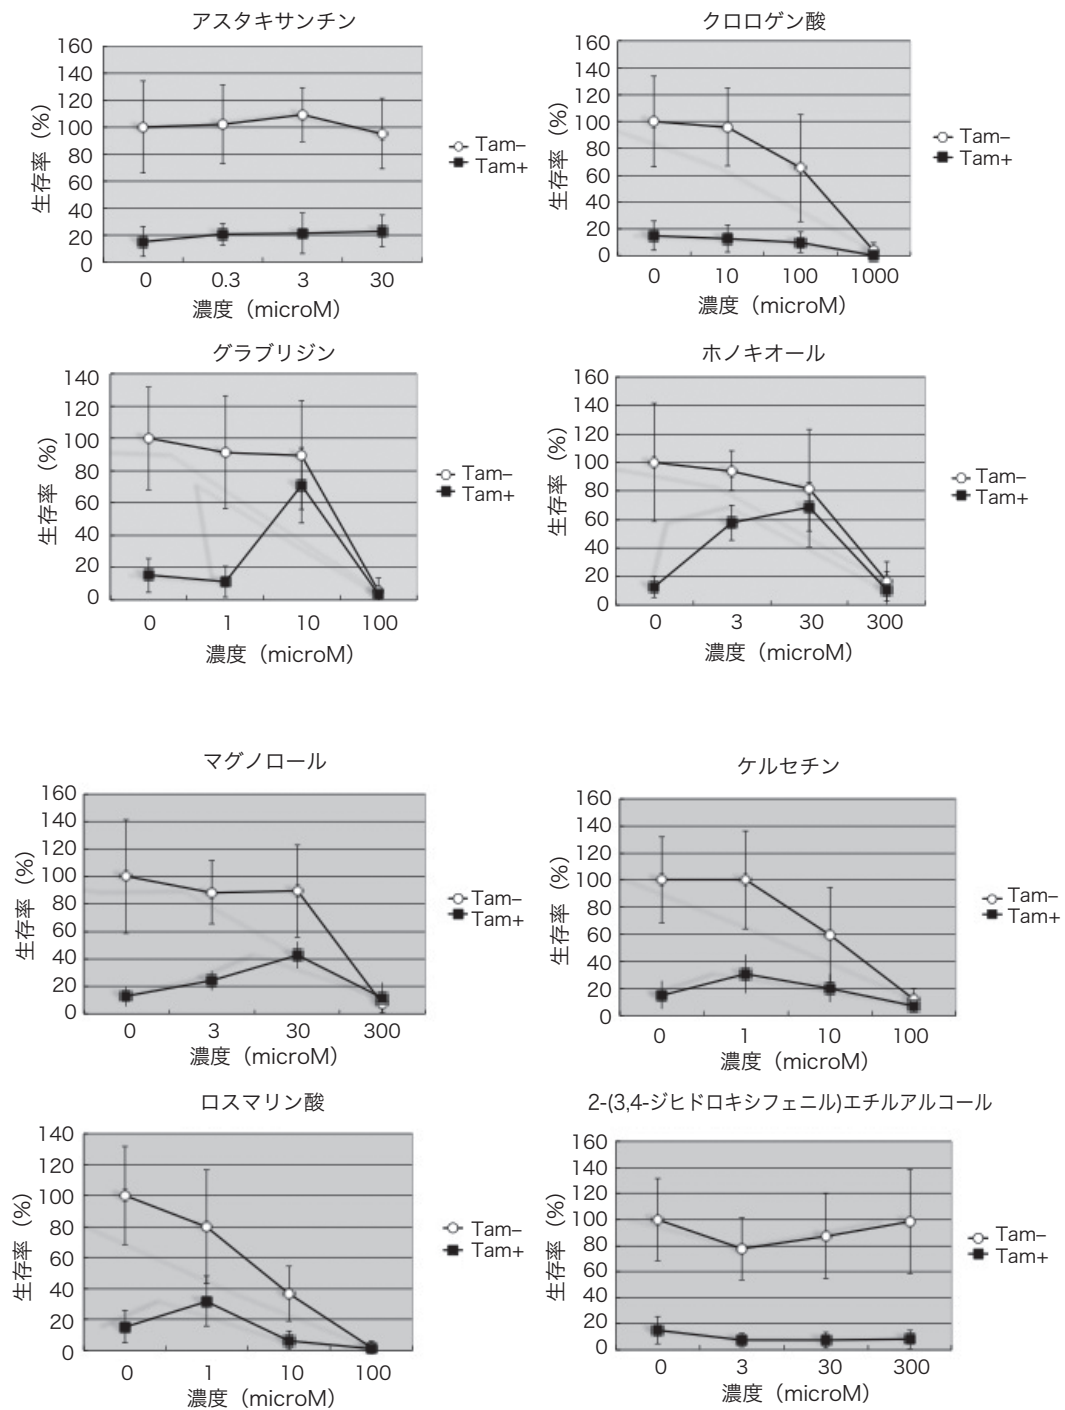 アスタキサンチン
160
140
120
100
80
60
40
20
0
生存率（%）
0 0.3 3 30
濃度（microM）
Tam–
Tam+
クロロゲン酸
160
140
120
100
80
60
40
20
0
生存率（%）
0 10 100 1000
濃度（microM）
Tam–
Tam+
グラブリジン
140
120
100
80
60
40
20
0
生存率（%）
0 1 10 100
濃度（microM）
Tam–
Tam+
ホノキオール
160
140
120
100
80
60
40
20
0
生存率（%）
0 3 30 300
濃度（microM）
Tam–
Tam+
マグノロール
160
140
120
100
80
60
40
20
0
生存率（%）
0 3 30 300
濃度（microM）
Tam–
Tam+
ケルセチン
160
140
120
100
80
60
40
20
0
生存率（%）
0 1 10 100
濃度（microM）
Tam–
Tam+
ロスマリン酸
140
120
100
80
60
40
20
0
生存率（%）
0 1 10 100
濃度（microM）
Tam–
Tam+
2-(3,4-ジヒドロキシフェニル)エチルアルコール
160
140
120
100
80
60
40
20
0
生存率（%）
0 3 30 300
濃度（microM）
Tam–
Tam+